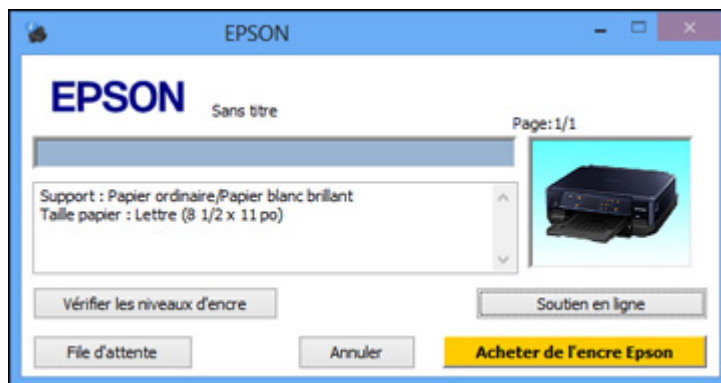 EPSON
EPSON
Sans titre
Page:1/1
Support : Papier ordinaire/Papier blanc brillant
Taille papier : Lettre (8 1/2 x 11 po)
Vérifier les niveaux d'encre
Soutien en ligne
File d'attente
Annuler
Acheter de l'encre Epson